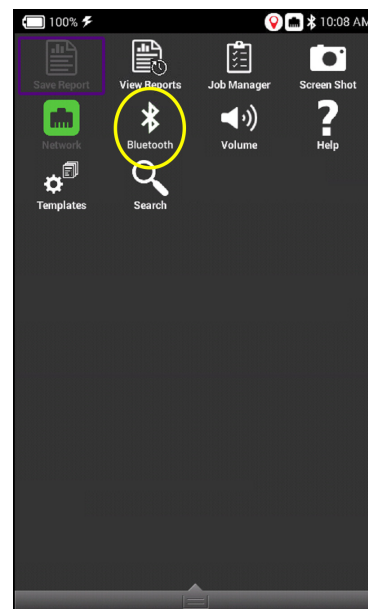 100% 10:08 AM
Save Report View Reports Job Manager Screen Shot
Network Bluetooth Volume Help
Templates Search